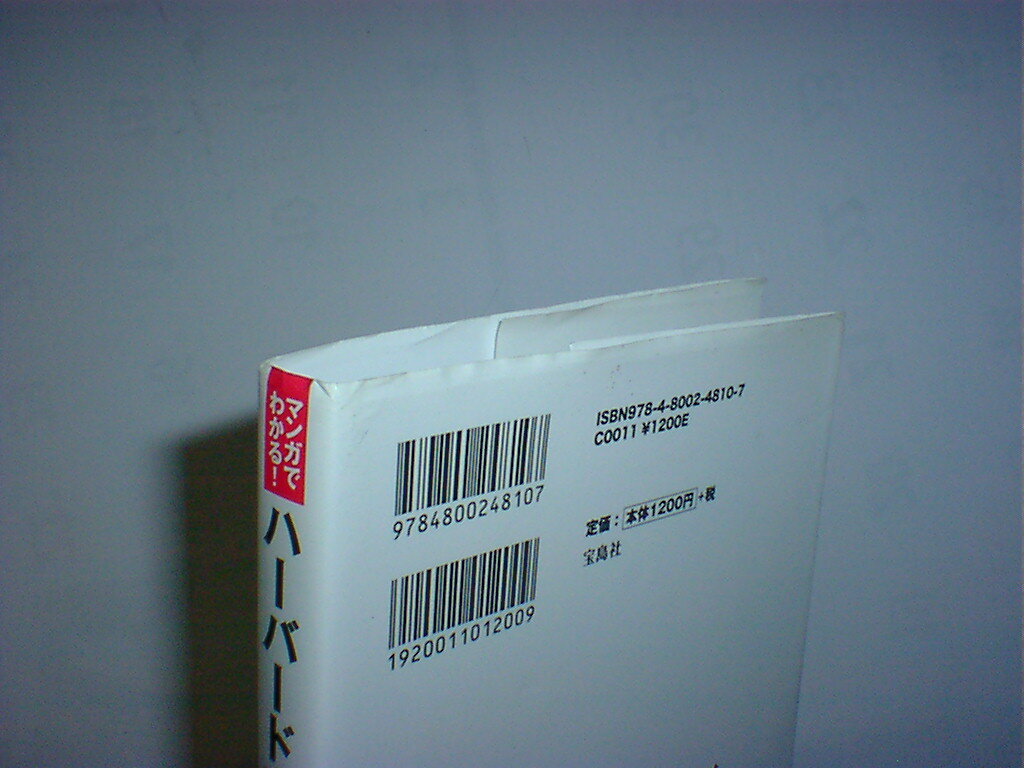 マンガで
わかる!
ハーバード
ISBN978-4-8002-4810-7
C0011 ¥1200E
9784800248107
定価:本体1200円+税
宝島社
1920011012009